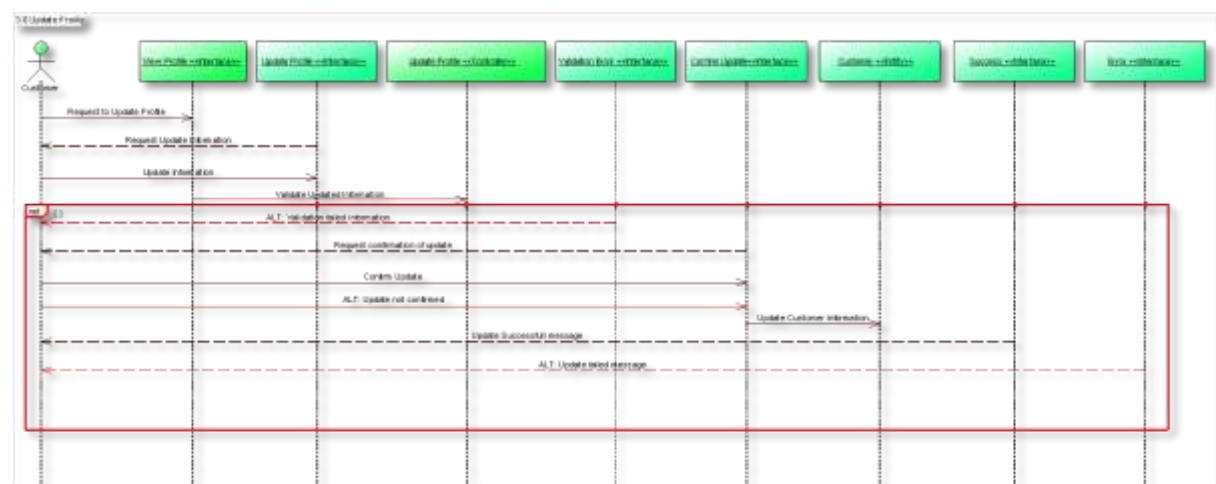 Update Profile
Customer
View Profile <<Interface>>
Update Profile <<Interface>>
Update Profile <<Controller>>
Validation Error <<Interface>>
Confirm Update<<Interface>>
Customer <<Entity>>
Success <<Interface>>
Error <<Interface>>
Request to Update Profile
Request Update Information
Update Information
Validate Updated Information
ALT: Validation failed information
Request confirmation of update
Confirm Update
ALT: Update not confirmed
Update Customer information
Update Successful message
ALT: Update failed message